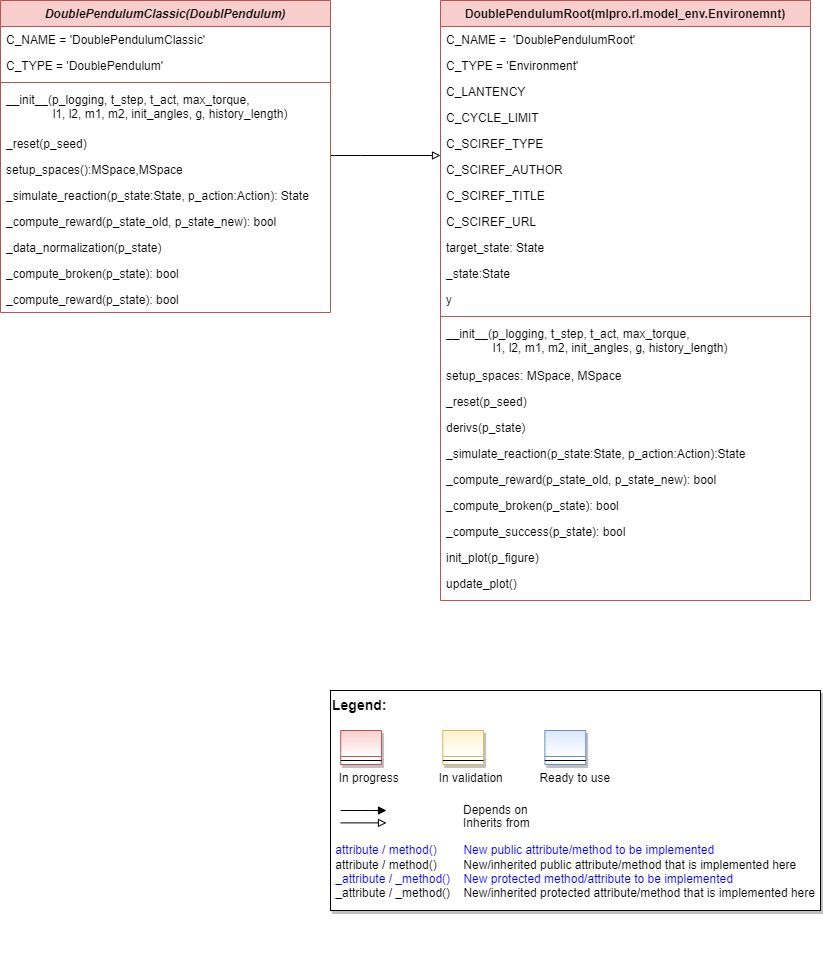 DoublePendulumClassic(DoublPendulum)
C_NAME = 'DoublePendulumClassic'
C_TYPE = 'DoublePendulum'
__init__(p_logging, t_step, t_act, max_torque,
l1, l2, m1, m2, init_angles, g, history_length)
_reset(p_seed)
setup_spaces():MSpace,MSpace
_simulate_reaction(p_state:State, p_action:Action): State
_compute_reward(p_state_old, p_state_new): bool
_data_normalization(p_state)
_compute_broken(p_state): bool
_compute_reward(p_state): bool
DoublePendulumRoot(mlpro.rl.model_env.Environemnt)
C_NAME =  'DoublePendulumRoot'
C_TYPE = 'Environment'
C_LANTENCY
C_CYCLE_LIMIT
C_SCIREF_TYPE
C_SCIREF_AUTHOR
C_SCIREF_TITLE
C_SCIREF_URL
target_state: State
_state:State
y
__init__(p_logging, t_step, t_act, max_torque,
l1, l2, m1, m2, init_angles, g, history_length)
setup_spaces: MSpace, MSpace
_reset(p_seed)
derivs(p_state)
_simulate_reaction(p_state:State, p_action:Action):State
_compute_reward(p_state_old, p_state_new): bool
_compute_broken(p_state): bool
_compute_success(p_state): bool
init_plot(p_figure)
update_plot()
Legend:
In progress
In validation
Ready to use
Depends on
Inherits from
attribute / method() New public attribute/method to be implemented
attribute / method() New/inherited public attribute/method that is implemented here
_attribute / _method() New protected method/attribute to be implemented
_attribute / _method() New/inherited protected attribute/method that is implemented here